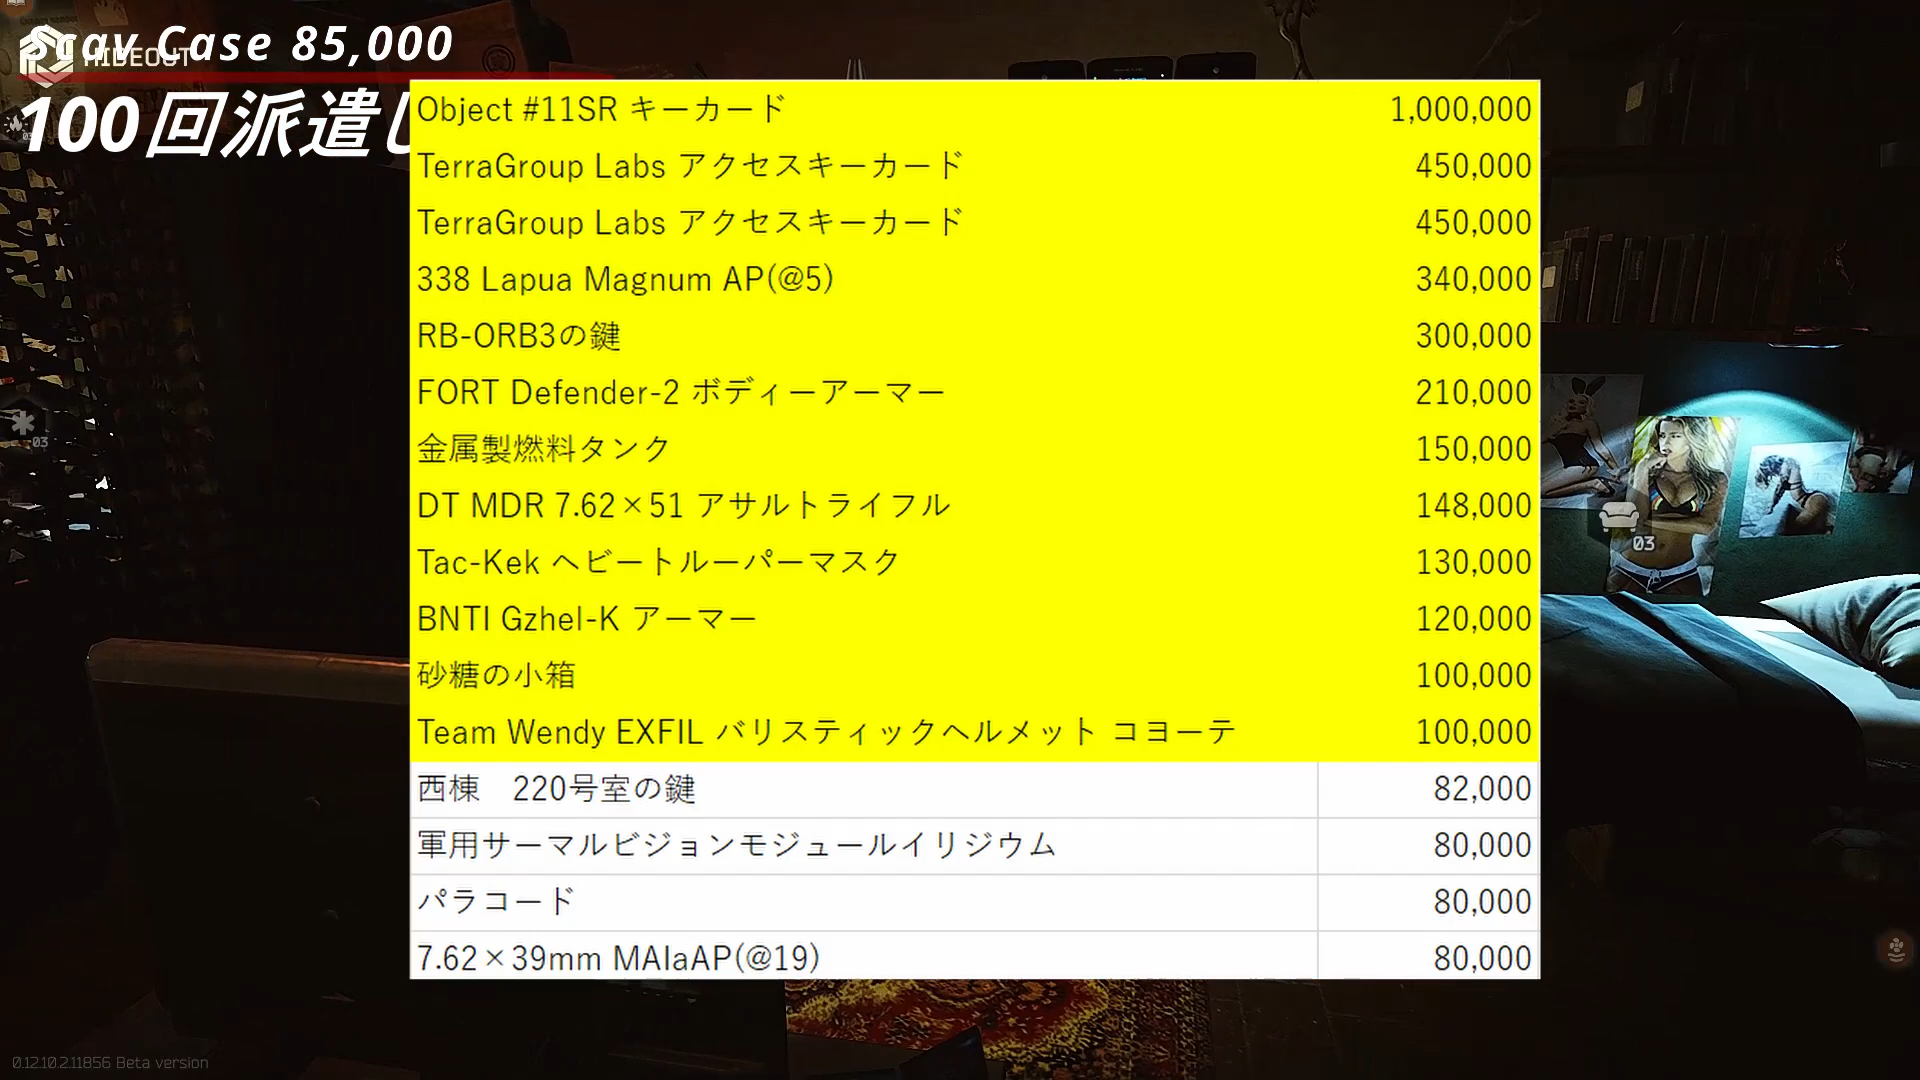 Scav Case 85,000
HIDEOUT
100回派遣し
Object #11SR キーカード 1,000,000
TerraGroup Labs アクセスキーカード 450,000
TerraGroup Labs アクセスキーカード 450,000
338 Lapua Magnum AP(@5) 340,000
RB-ORB3の鍵 300,000
FORT Defender-2 ボディーアーマー 210,000
金属製燃料タンク 150,000
DT MDR 7.62×51 アサルトライフル 148,000
Tac-Kek ヘビートルーパーマスク 130,000
BNTI Gzhel-K アーマー 120,000
砂糖の小箱 100,000
Team Wendy EXFIL バリスティックヘルメット コヨーテ 100,000
西棟　220号室の鍵 82,000
軍用サーマルビジョンモジュールイリジウム 80,000
パラコード 80,000
7.62×39mm MAIaAP(@19) 80,000
03
03
0.12.10.2.11856 Beta version